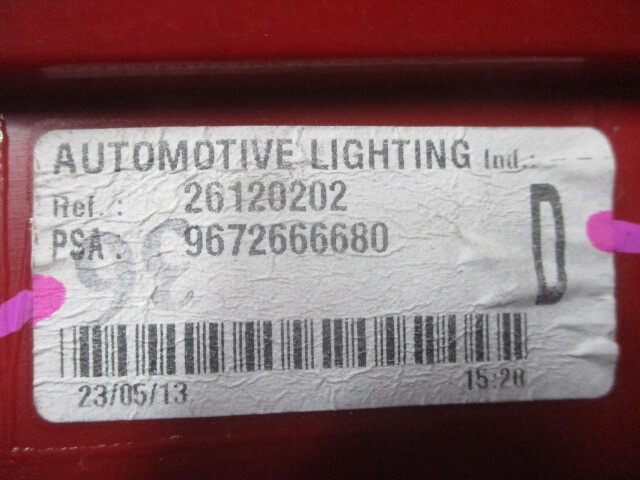 AUTOMOTIVE LIGHTING Ind.: --
Ref. : 26120202
PSA : 9672666680
D
23/05/13 15:20